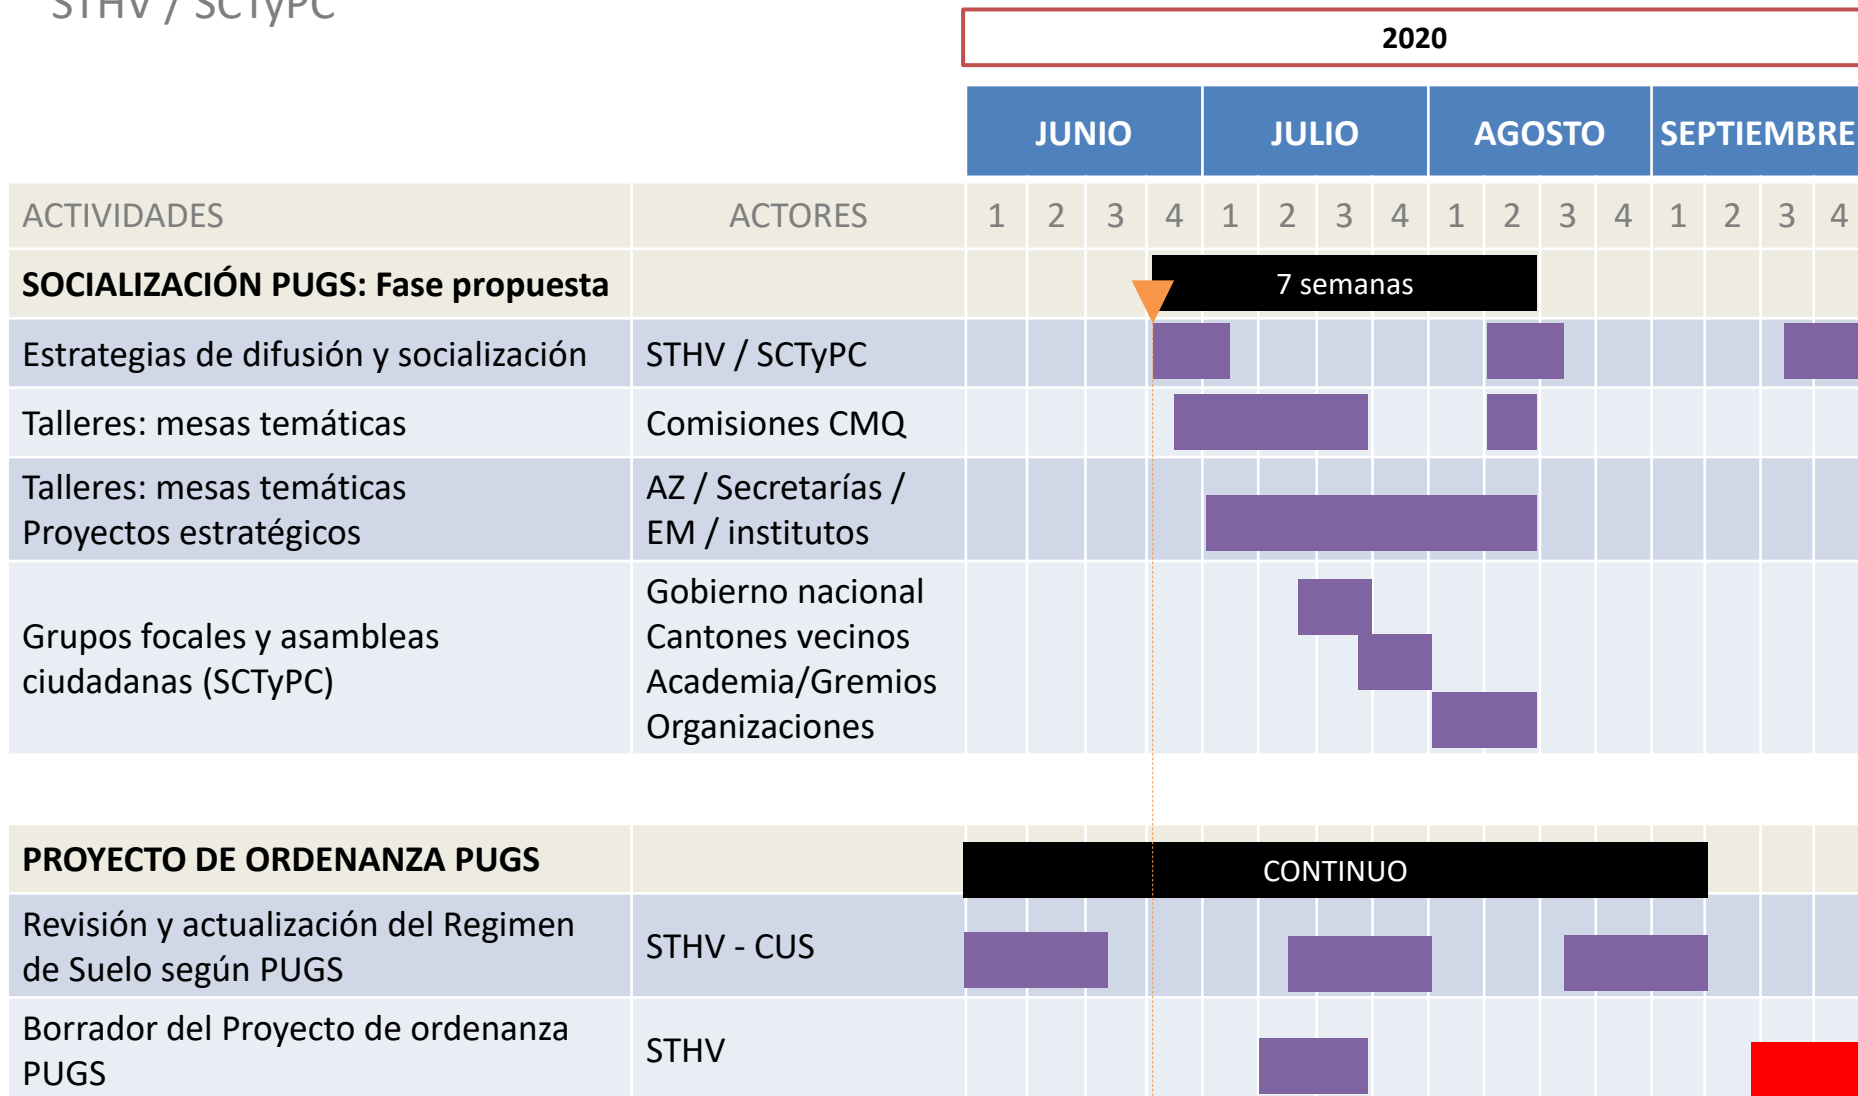 STHV / SCTyPC
2020
JUNIO JULIO AGOSTO SEPTIEMBRE
ACTIVIDADES ACTORES 1 2 3 4 1 2 3 4 1 2 3 4 1 2 3 4
SOCIALIZACIÓN PUGS: Fase propuesta 7 semanas
Estrategias de difusión y socialización STHV / SCTyPC
Talleres: mesas temáticas Comisiones CMQ
Talleres: mesas temáticas
Proyectos estratégicos
AZ / Secretarías /
EM / institutos
Grupos focales y asambleas
ciudadanas (SCTyPC)
Gobierno nacional
Cantones vecinos
Academia/Gremios
Organizaciones
PROYECTO DE ORDENANZA PUGS CONTINUO
Revisión y actualización del Regimen
de Suelo según PUGS
STHV - CUS
Borrador del Proyecto de ordenanza
PUGS
STHV